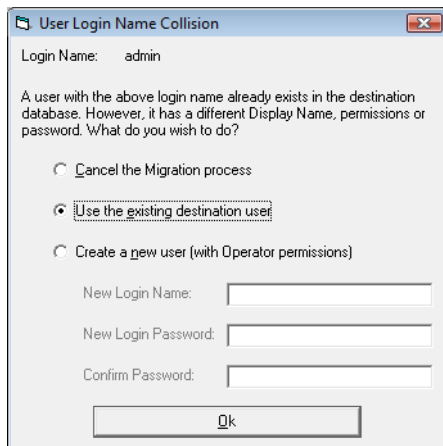 User Login Name Collision
Login Name: admin
A user with the above login name already exists in the destination
database. However, it has a different Display Name, permissions or
password. What do you wish to do?
Cancel the Migration process
Use the existing destination user
Create a new user (with Operator permissions)
New Login Name:
New Login Password:
Confirm Password:
Ok